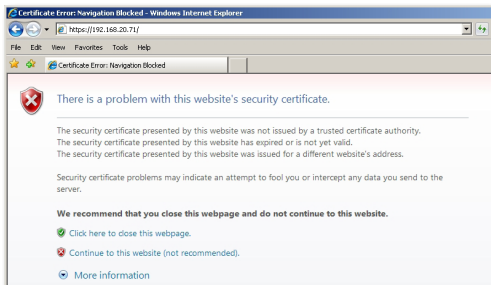 Certificate Error: Navigation Blocked - Windows Internet Explorer
https://192.168.20.71/
File Edit View Favorites Tools Help
Certificate Error: Navigation Blocked
There is a problem with this website's security certificate.
The security certificate presented by this website was not issued by a trusted certificate authority.
The security certificate presented by this website has expired or is not yet valid.
The security certificate presented by this website was issued for a different website's address.
Security certificate problems may indicate an attempt to fool you or intercept any data you send to the
server.
We recommend that you close this webpage and do not continue to this website.
Click here to close this webpage.
Continue to this website (not recommended).
More information